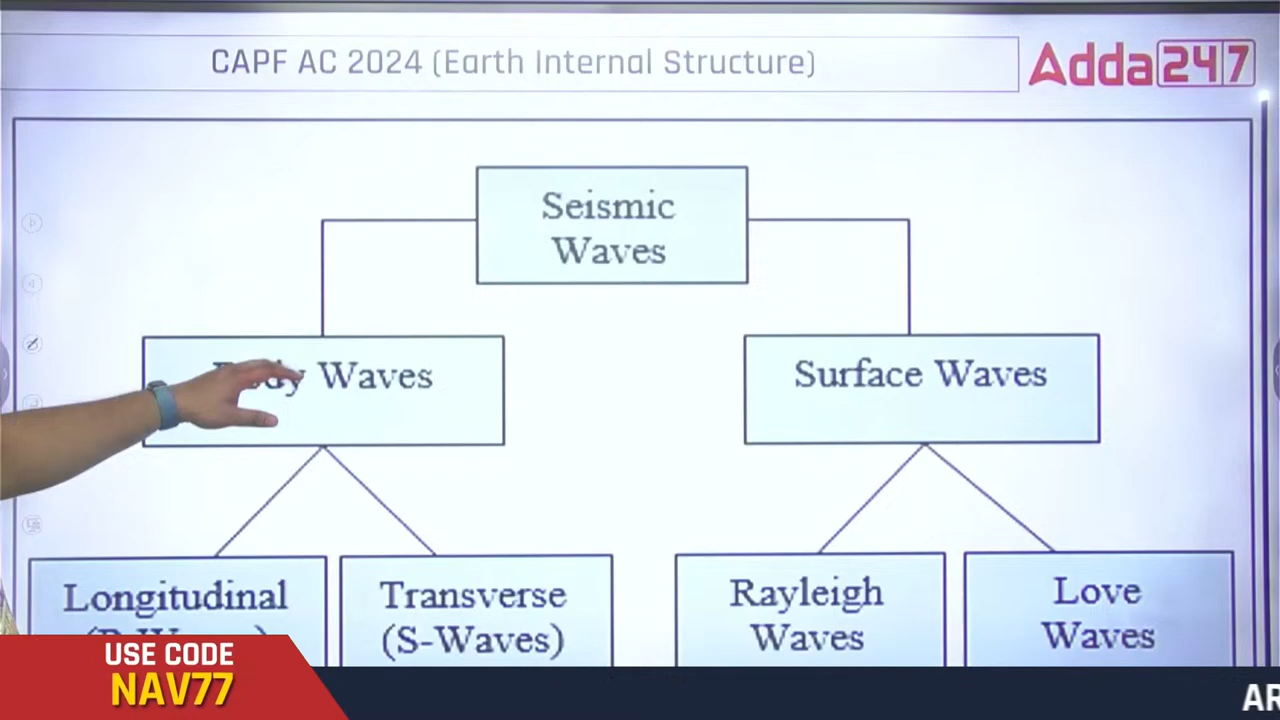 CAPF AC 2024 (Earth Internal Structure)
Adda247
Seismic
Waves
Body Waves
Surface Waves
Longitudinal
(P-Waves)
Transverse
(S-Waves)
Rayleigh
Waves
Love
Waves
USE CODE
NAV77